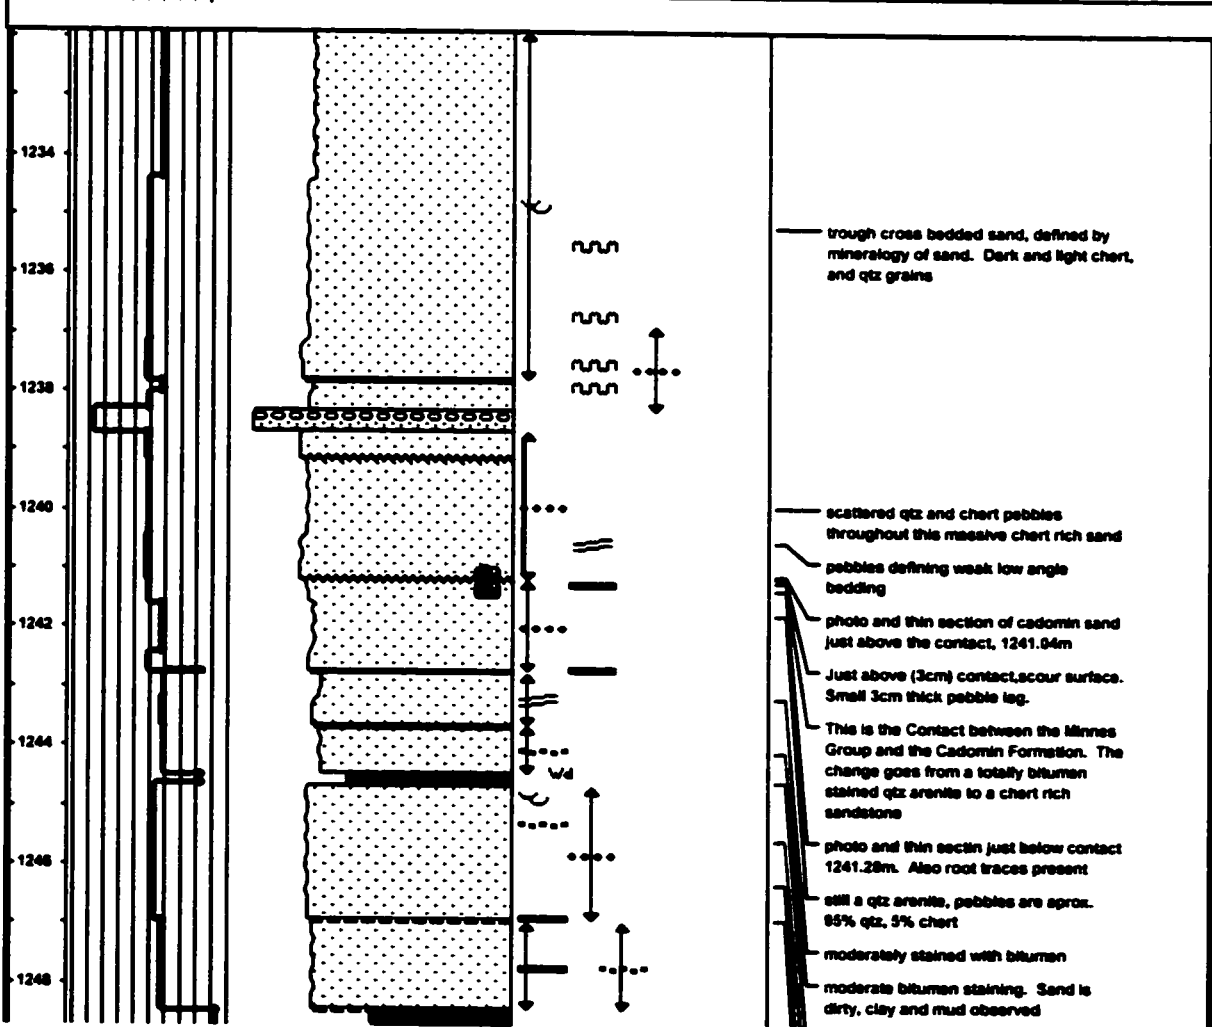 1234
1236
1238
1240
1242
1244
1246
1248
Wd
trough cross bedded sand, defined by
mineralogy of sand. Dark and light chert,
and qtz grains
scattered qtz and chert pebbles
throughout this massive chert rich sand
pebbles defining weak low angle
bedding
photo and thin section of cadomin sand
just above the contact, 1241.04m
Just above (3cm) contact,scour surface.
Small 3cm thick pebble lag.
This is the Contact between the Minnes
Group and the Cadomin Formation. The
change goes from a totally bitumen
stained qtz arenite to a chert rich
sandstone
photo and thin sectin just below contact
1241.29m. Also root traces present
still a qtz arenite, pebbles are aprox.
95% qtz, 5% chert
moderately stained with bitumen
moderate bitumen staining. Sand is
dirty, clay and mud observed